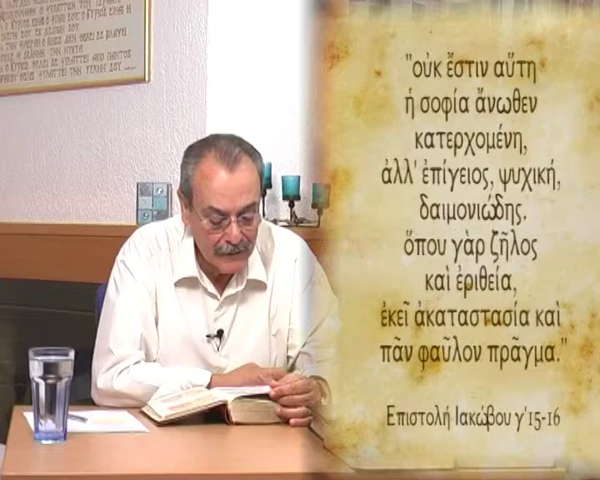 "οὐκ ἔστιν αὕτη
ἡ σοφία ἄνωθεν
κατερχομένη,
ἀλλ' ἐπίγειος, ψυχική,
δαιμονιώδης.
ὅπου γὰρ ζῆλος
καὶ ἐριθεία,
ἐκεῖ ἀκαταστασία καὶ
πᾶν φαῦλον πρᾶγμα."
Επιστολή Ιακώβου γ'15-16